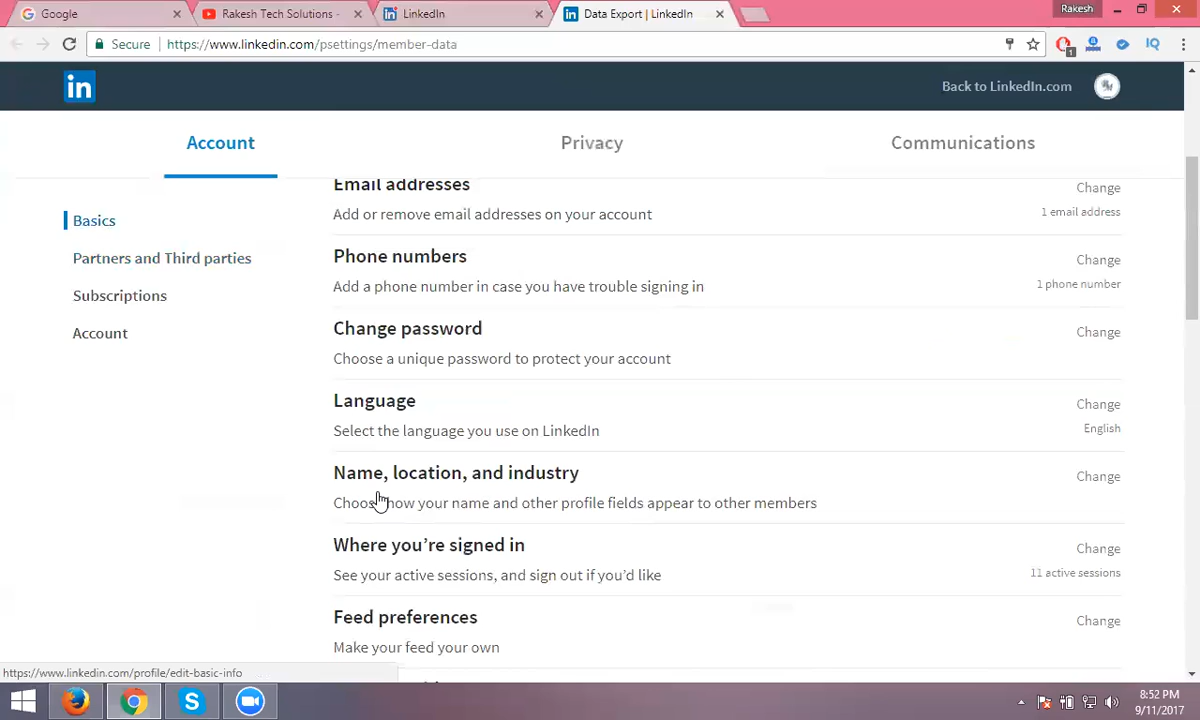 Google
Rakesh Tech Solutions -
LinkedIn
Data Export | LinkedIn
Rakesh
Secure
https://www.linkedin.com/psettings/member-data
1
IQ
in
Back to LinkedIn.com
Account
Privacy
Communications
Basics
Partners and Third parties
Subscriptions
Account
Email addresses
Change
Add or remove email addresses on your account
1 email address
Phone numbers
Change
Add a phone number in case you have trouble signing in
1 phone number
Change password
Change
Choose a unique password to protect your account
Language
Change
Select the language you use on LinkedIn
English
Name, location, and industry
Change
Choose how your name and other profile fields appear to other members
Where you're signed in
Change
See your active sessions, and sign out if you'd like
11 active sessions
Feed preferences
Change
Make your feed your own
https://www.linkedin.com/profile/edit-basic-info
8:52 PM
9/11/2017